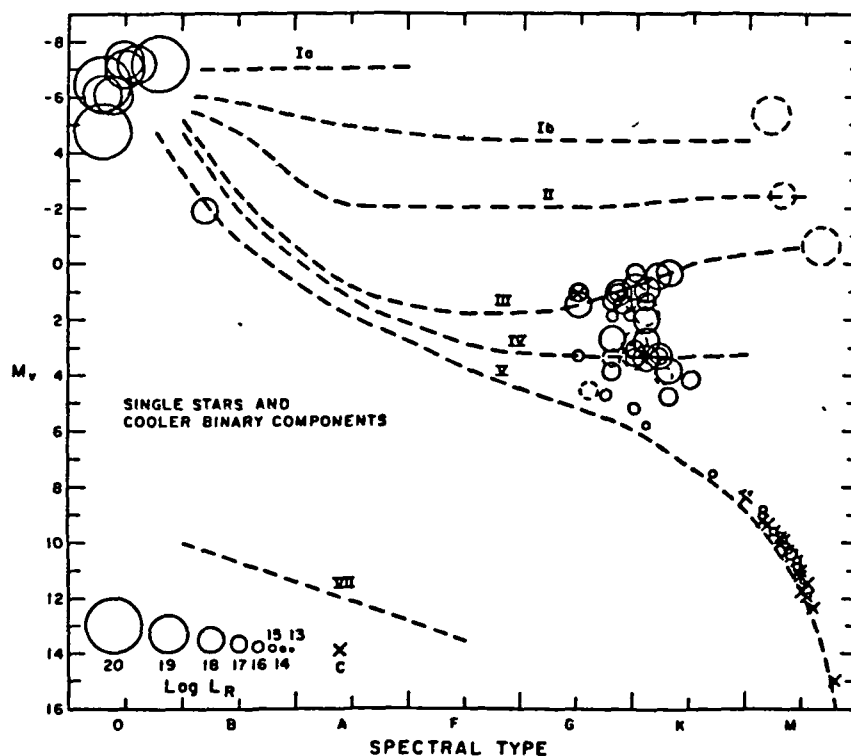 -8
-6
-4
-2
0
2
4
6
8
10
12
14
16
Mv
Ia
Ib
II
III
IV
V
VII
SINGLE STARS AND
COOLER BINARY COMPONENTS
20 19 18 17 16 15 14 13 C
LOG LR
O B A F G K M
SPECTRAL TYPE